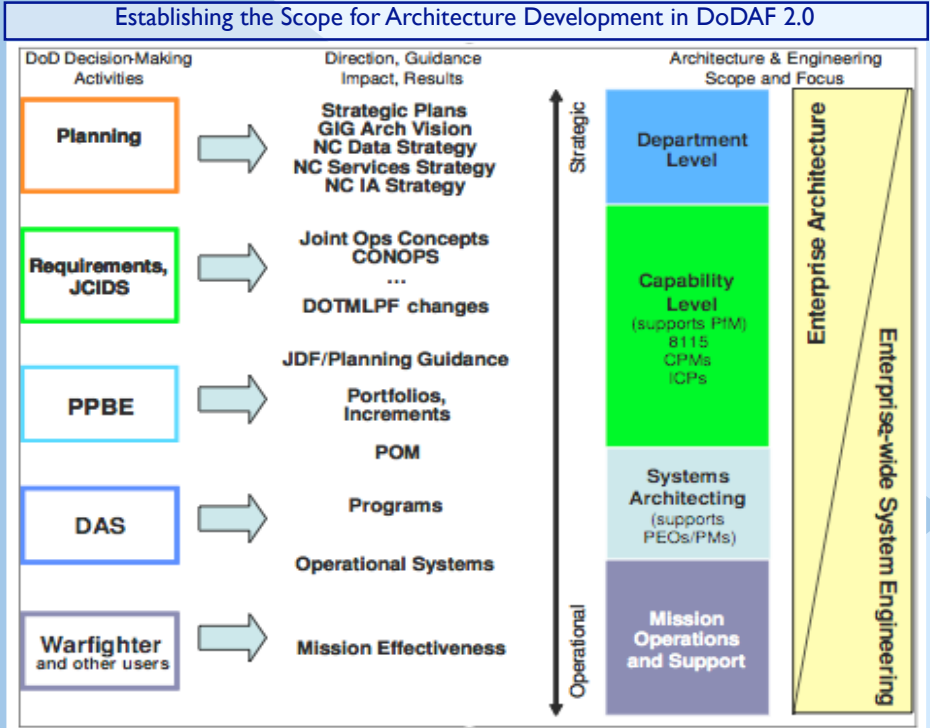 Establishing the Scope for Architecture Development in DoDAF 2.0
DoD Decision-Making
Activities
Direction, Guidance
Impact, Results
Architecture & Engineering
Scope and Focus
Planning
Strategic Plans
GIG Arch Vision
NC Data Strategy
NC Services Strategy
NC IA Strategy
Strategic
Department
Level
Enterprise Architecture
Requirements,
JCIDS
Joint Ops Concepts
CONOPS
...
DOTMLPF changes
Capability
Level
(supports PfM)
8115
CPMs
ICPs
PPBE
JDF/Planning Guidance
Portfolios,
Increments
POM
Enterprise-wide System Engineering
DAS
Programs
Operational Systems
Systems
Architecting
(supports
PEOs/PMs)
Warfighter
and other users
Mission Effectiveness
Operational
Mission
Operations
and Support